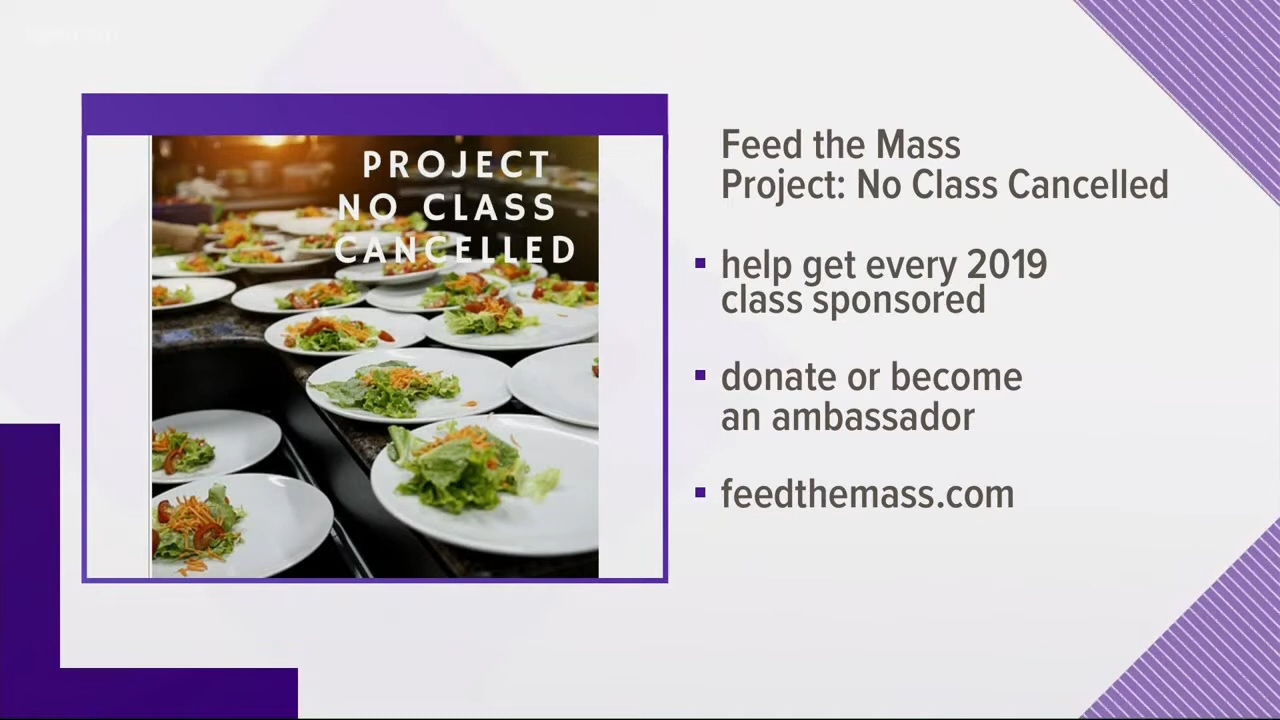 PROJECT
NO CLASS
CANCELLED
Feed the Mass
Project: No Class Cancelled
help get every 2019
class sponsored
donate or become
an ambassador
feedthemass.com